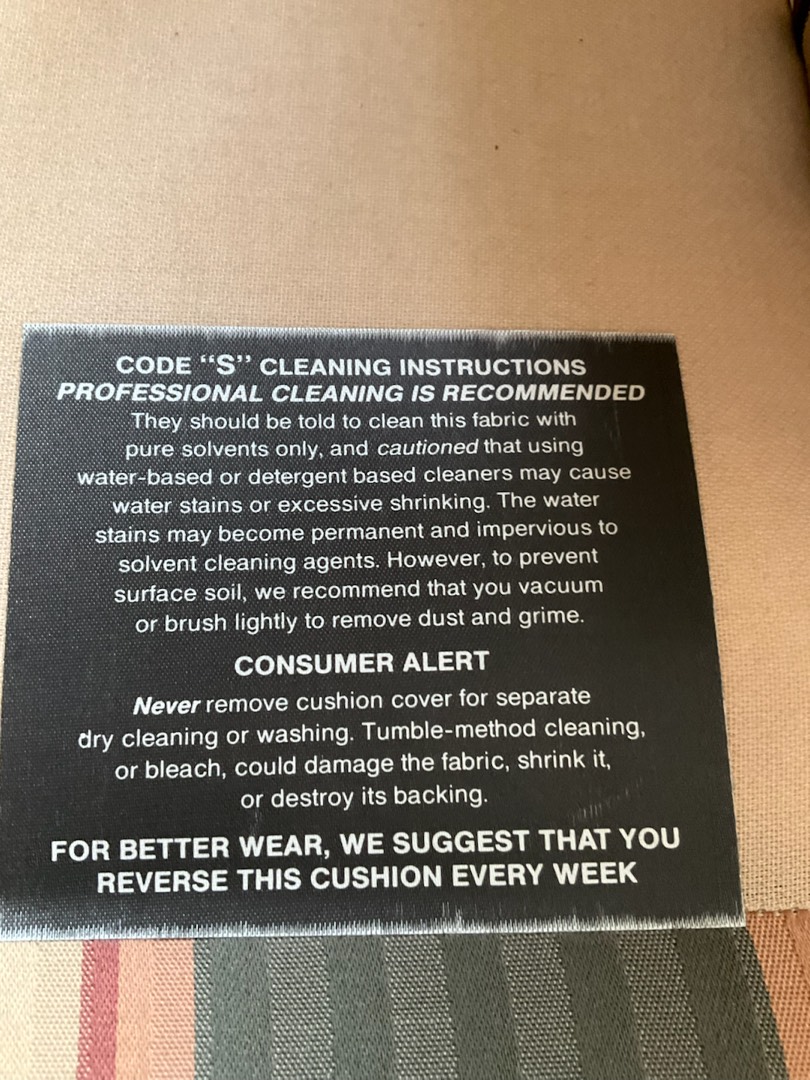 CODE “S” CLEANING INSTRUCTIONS
PROFESSIONAL CLEANING IS RECOMMENDED
They should be told to clean this fabric with
pure solvents only, and cautioned that using
water-based or detergent based cleaners may cause
water stains or excessive shrinking. The water
stains may become permanent and impervious to
solvent cleaning agents. However, to prevent
surface soil, we recommend that you vacuum
or brush lightly to remove dust and grime.
CONSUMER ALERT
Never remove cushion cover for separate
dry cleaning or washing. Tumble-method cleaning,
or bleach, could damage the fabric, shrink it,
or destroy its backing.
FOR BETTER WEAR, WE SUGGEST THAT YOU
REVERSE THIS CUSHION EVERY WEEK